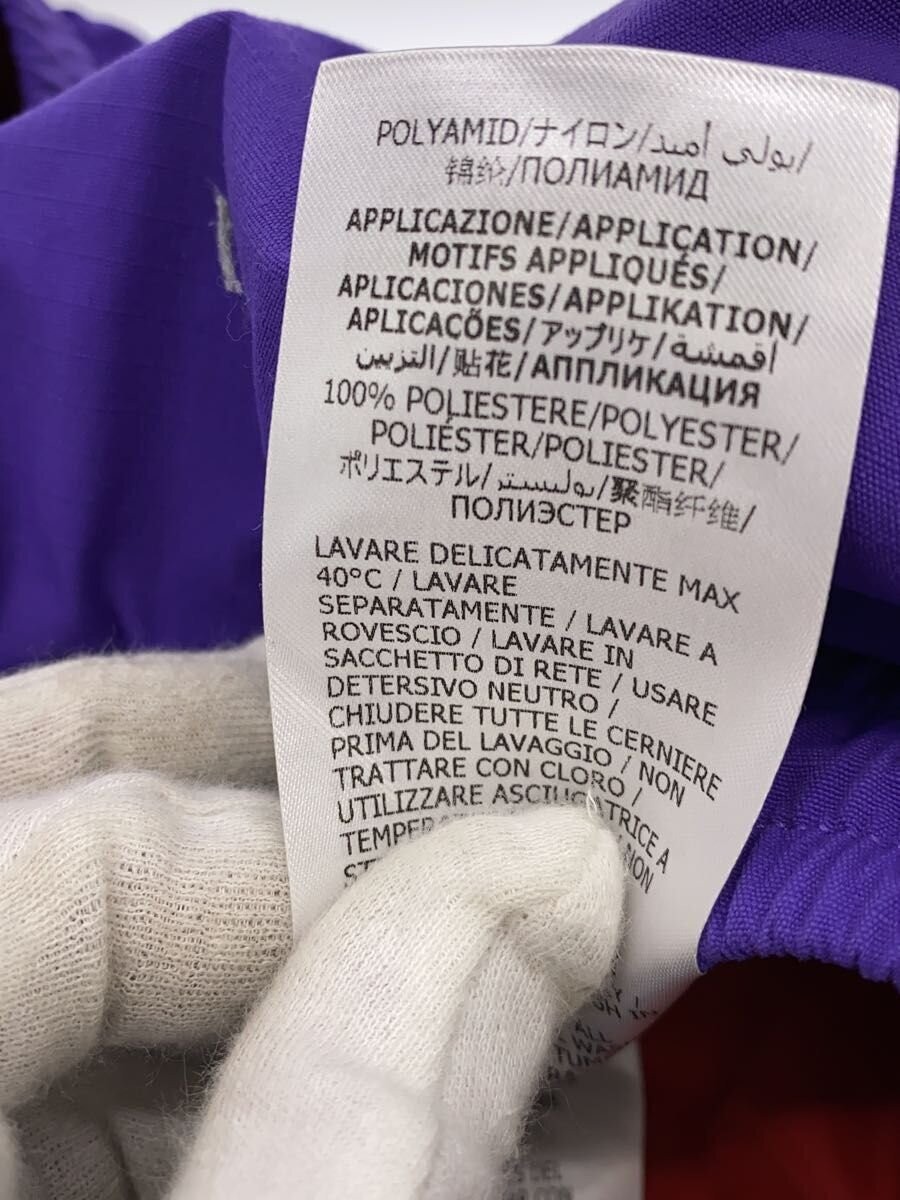 POLYAMID/ナイロン/بولي أميد/
锦纶/ПОЛИАМИД
APPLICAZIONE/APPLICATION/
MOTIFS APPLIQUÉS/
APLICACIONES/APPLIKATION/
APLICACÕES/アップリケ/أقمشة
التزيين/贴花/АППЛИКАЦИЯ
100% POLIESTERE/POLYESTER/
POLIÉSTER/POLIESTER/
ポリエステル/بوليستر/聚酯纤维/
ПОЛИЭСТЕР
LAVARE DELICATAMENTE MAX
40°C / LAVARE
SEPARATAMENTE / LAVARE A
ROVESCIO / LAVARE IN
SACCHETTO DI RETE / USARE
DETERSIVO NEUTRO /
CHIUDERE TUTTE LE CERNIERE
PRIMA DEL LAVAGGIO / NON
TRATTARE CON CLORO /
UTILIZZARE ASCIUGATRICE A
NON
ALL